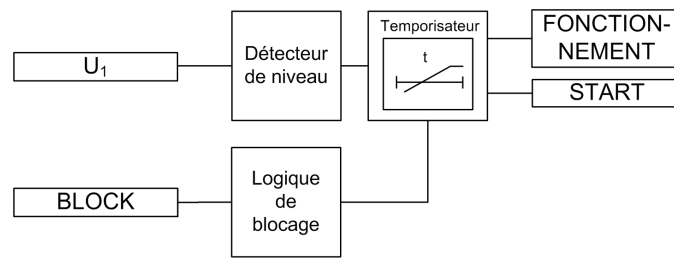 U₁
Détecteur
de niveau
Temporisateur
t
FONCTION-
NEMENT
START
BLOCK
Logique
de
blocage